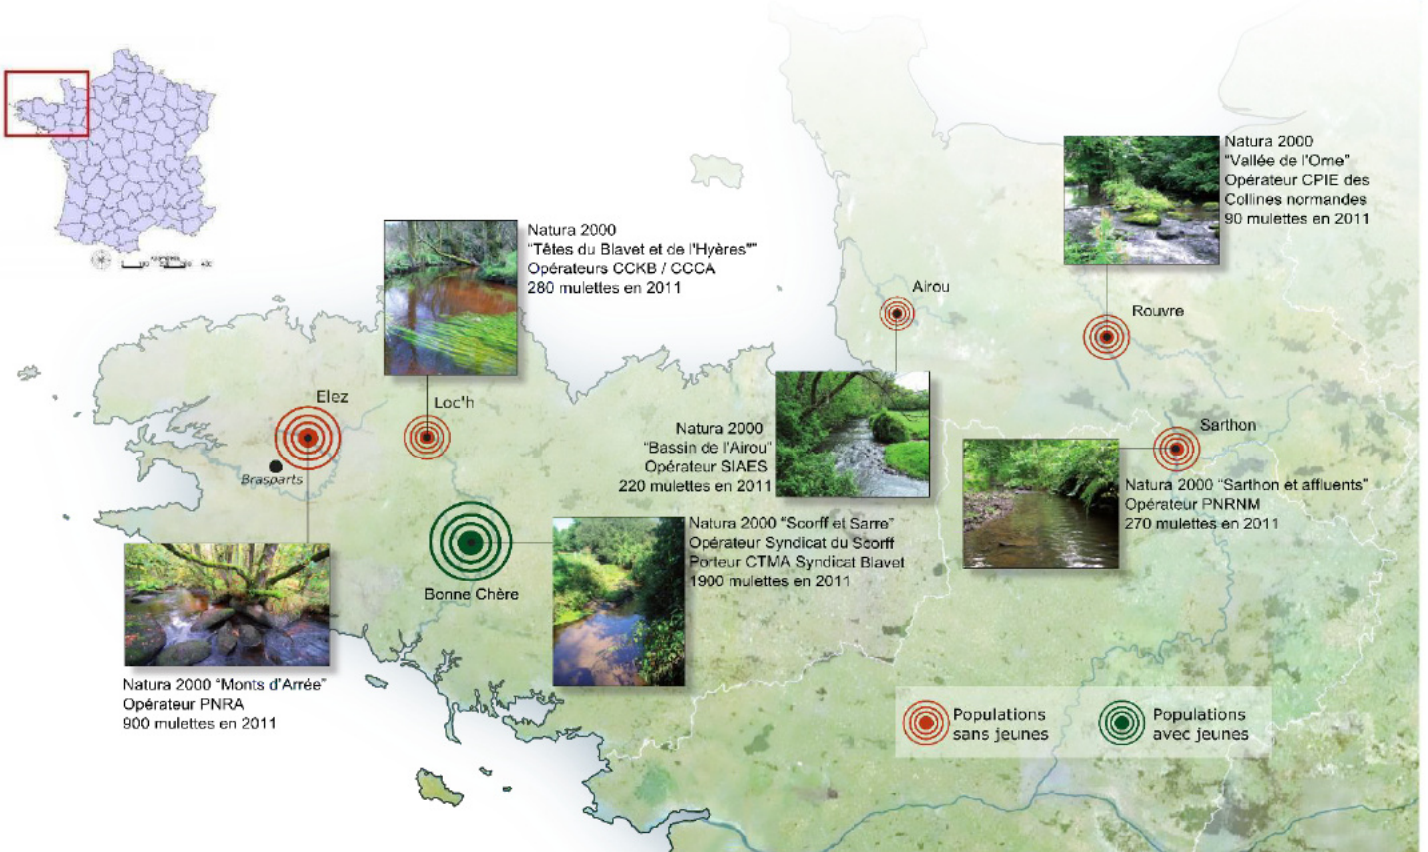 Natura 2000
"Vallée de l'Orne"
Opérateur CPIE des
Collines normandes
90 mulettes en 2011
Natura 2000
"Têtes du Blavet et de l'Hyères""
Opérateurs CCKB / CCCA
280 mulettes en 2011
Airou
Rouvre
Elez
Loc'h
Brasparts
Natura 2000
"Bassin de l'Airou"
Opérateur SIAES
220 mulettes en 2011
Sarthon
Natura 2000 "Sarthon et affluents"
Opérateur PNRNM
270 mulettes en 2011
Natura 2000 "Scorff et Sarre"
Opérateur Syndicat du Scorff
Porteur CTMA Syndicat Blavet
1900 mulettes en 2011
Bonne Chère
Natura 2000 "Monts d'Arrée"
Opérateur PNRA
900 mulettes en 2011
Populations
sans jeunes
Populations
avec jeunes